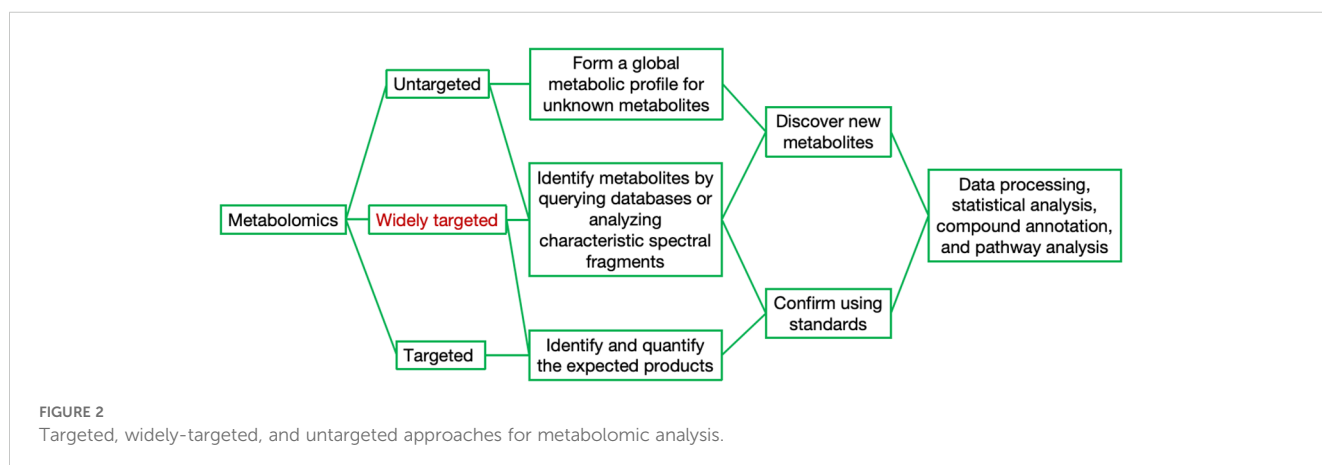 Untargeted
Form a global
metabolic profile for
unknown metabolites
Discover new
metabolites
Metabolomics
Widely targeted
Identify metabolites by
querying databases or
analyzing
characteristic spectral
fragments
Data processing,
statistical analysis,
compound annotation,
and pathway analysis
Confirm using
standards
Targeted
Identify and quantify
the expected products
FIGURE 2
Targeted, widely-targeted, and untargeted approaches for metabolomic analysis.